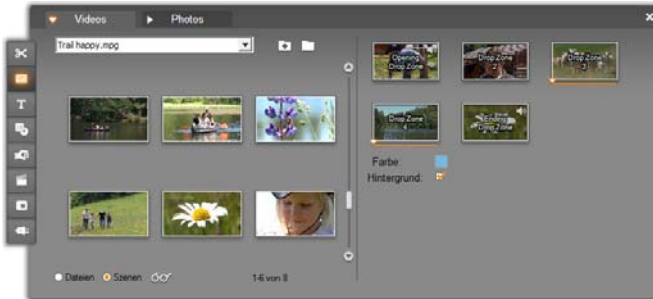 Videos
Photos
Trail happy.mpg
Opening
Drop Zone
Drop Zone
2
Drop Zone
3
Drop Zone
4
Ending
Drop Zone
Farbe:
Hintergrund:
Dateien
Szenen
1-6 von 8
T